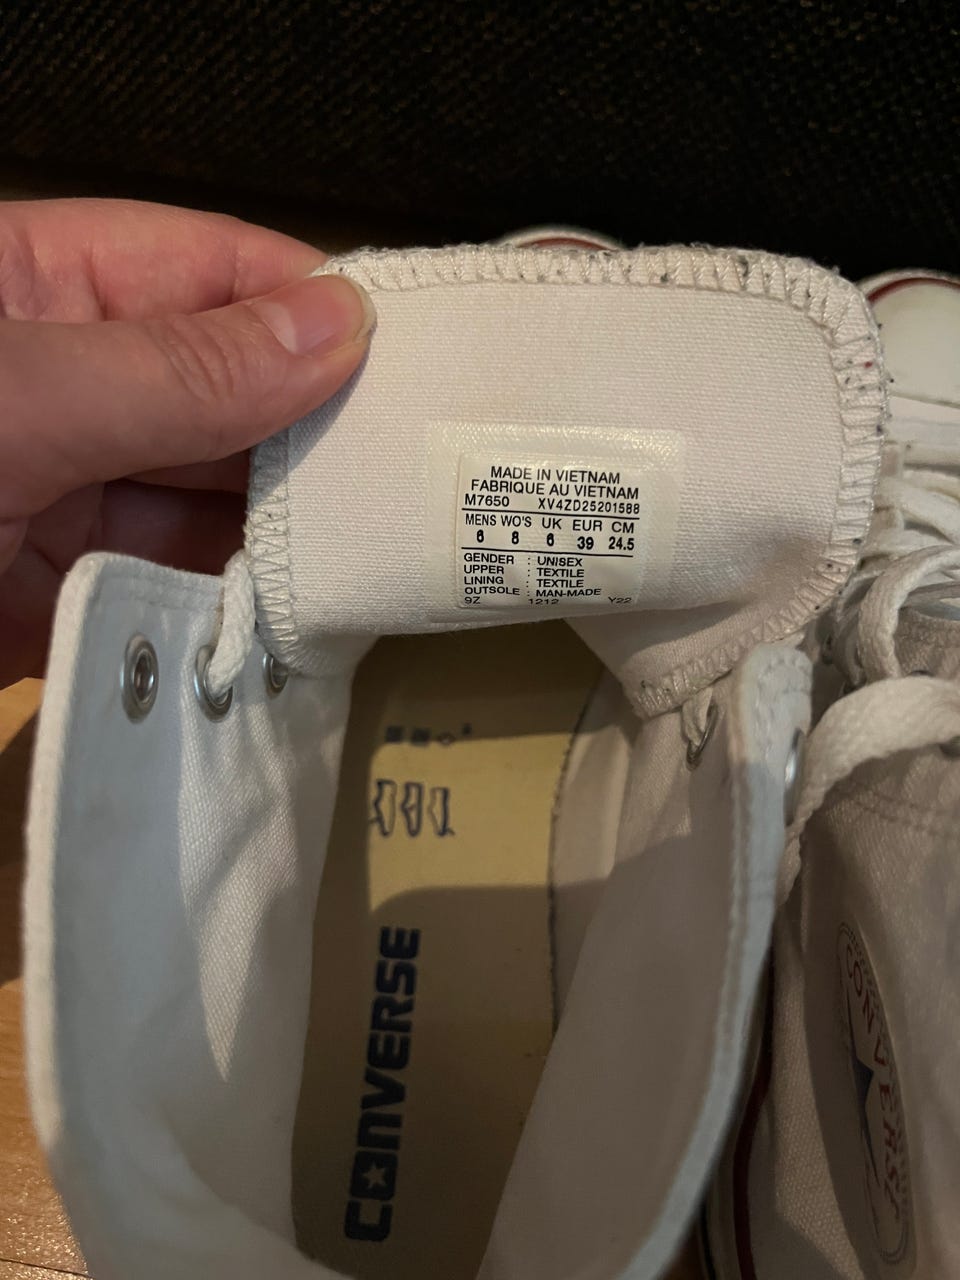 MADE IN VIETNAM
FABRIQUE AU VIETNAM
M7650 XV4ZD25201588
MENS WO'S UK EUR CM
6 8 6 39 24.5
GENDER : UNISEX
UPPER : TEXTILE
LINING : TEXTILE
OUTSOLE : MAN-MADE
9Z 1212 Y22
CONVERSE
CONVERSE